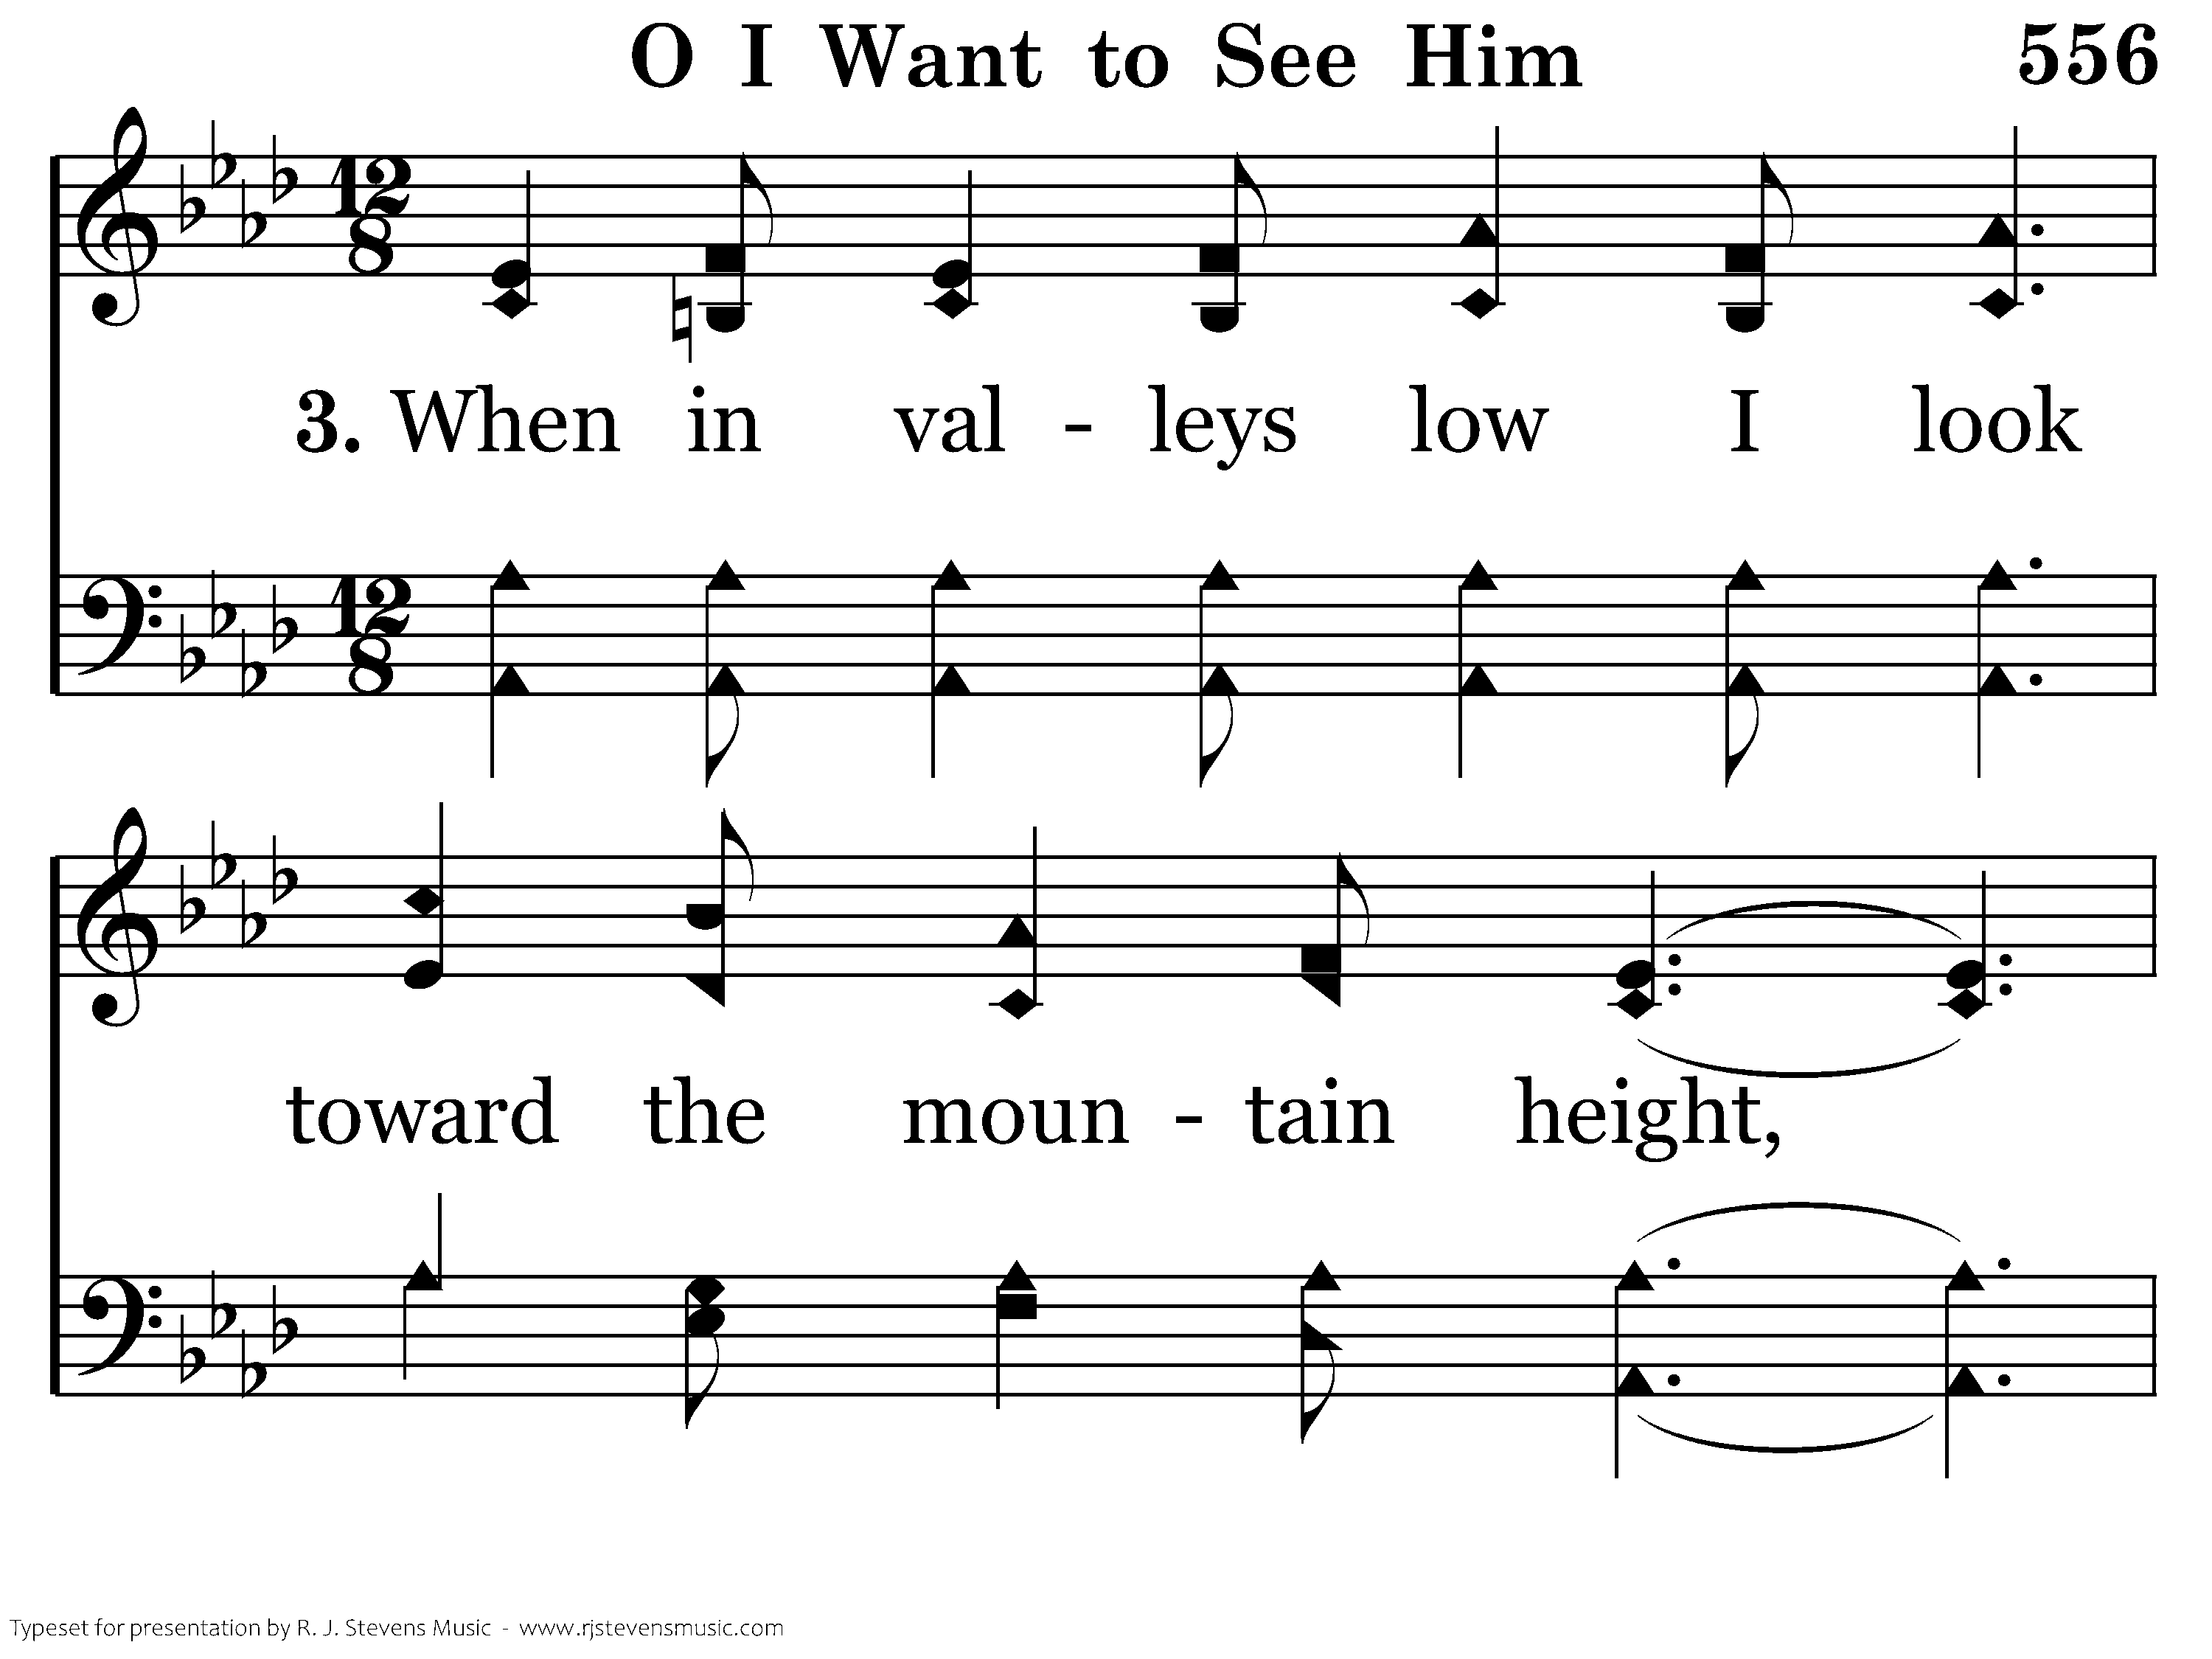 O I Want to See Him 556
3. When in val - leys low I look
toward the moun - tain height,
Typeset for presentation by R. J. Stevens Music - www.rjstevensmusic.com